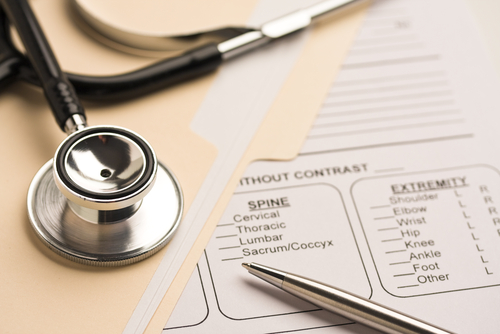 WITHOUT CONTRAST
SPINE
Cervical
Thoracic
Lumbar
Sacrum/Coccyx
EXTREMITY
Shoulder L R
Elbow L R
Wrist L R
Hip L R
Knee L R
Ankle L R
Foot L R
Other L R